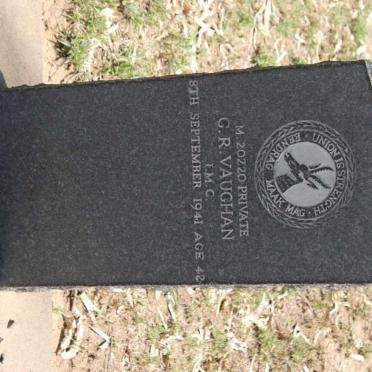 UNION IS STRENGTH · EENDRAG MAAK MAG ·
M. 20220 PRIVATE
G. R. VAUGHAN
I. M. C.
8TH SEPTEMBER 1941 AGE 42